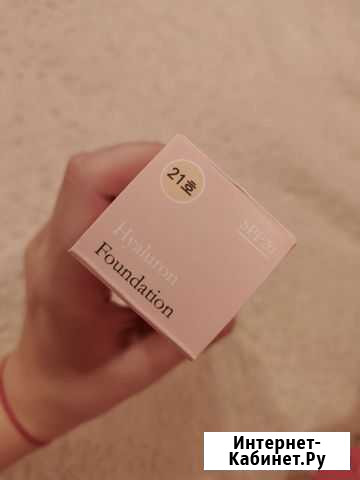 21호
Hyaluron
Foundation
Интернет-
Кабинет.Ру